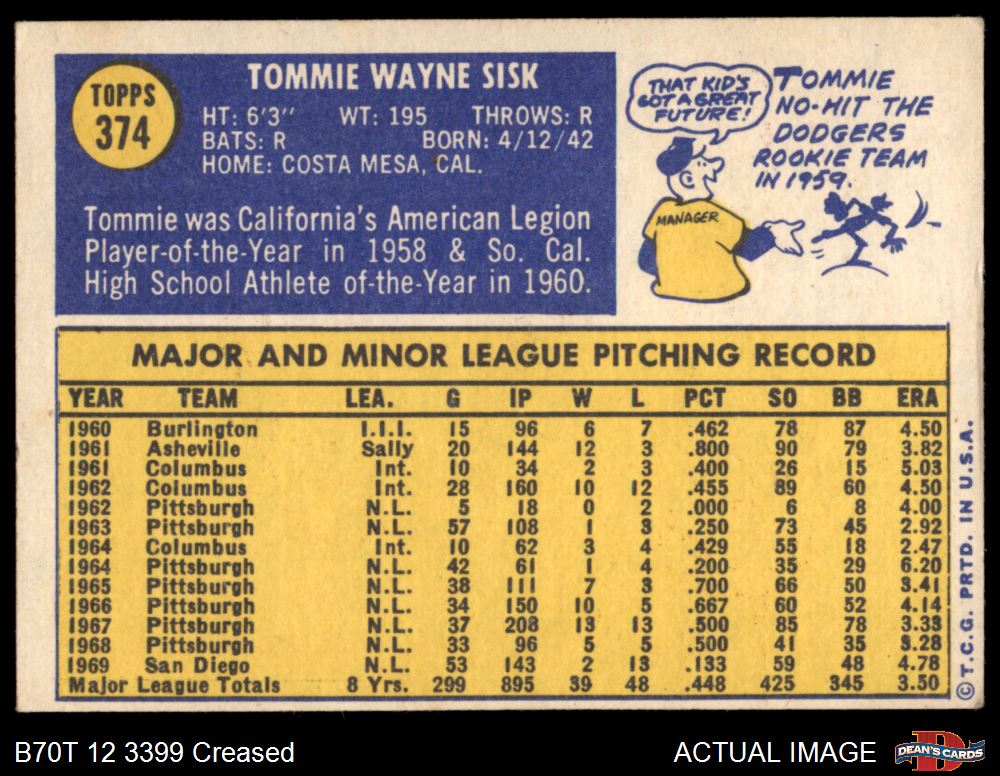 TOPPS
374
TOMMIE WAYNE SISK
HT: 6'3" WT: 195 THROWS: R
BATS: R BORN: 4/12/42
HOME: COSTA MESA, CAL.
Tommie was California's American Legion
Player-of-the-Year in 1958 & So. Cal.
High School Athlete of-the-Year in 1960.
THAT KID'S
GOT A GREAT
FUTURE!
TOMMIE
NO-HIT THE
DODGERS
ROOKIE TEAM
IN 1959.
MANAGER
MAJOR AND MINOR LEAGUE PITCHING RECORD
YEAR TEAM LEA. G IP W L PCT SO BB ERA
1960 Burlington I.I.I. 15 96 6 7 .462 78 87 4.50
1961 Asheville Sally 20 144 12 3 .800 90 79 3.82
1961 Columbus Int. 10 34 2 3 .400 26 15 5.03
1962 Columbus Int. 28 160 10 12 .455 89 60 4.50
1962 Pittsburgh N.L. 5 18 0 2 .000 6 8 4.00
1963 Pittsburgh N.L. 57 108 1 3 .250 73 45 2.92
1964 Columbus Int. 10 62 3 4 .429 55 18 2.47
1964 Pittsburgh N.L. 42 61 1 4 .200 35 29 6.20
1965 Pittsburgh N.L. 38 111 7 3 .700 66 50 3.41
1966 Pittsburgh N.L. 34 150 10 5 .667 60 52 4.14
1967 Pittsburgh N.L. 37 208 13 13 .500 85 78 3.33
1968 Pittsburgh N.L. 33 96 5 5 .500 41 35 3.28
1969 San Diego N.L. 53 143 2 13 .133 59 48 4.78
Major League Totals 8 Yrs. 299 895 39 48 .448 425 345 3.50
© T.C.G. PRTD. IN U.S.A.
B70T 12 3399 Creased
ACTUAL IMAGE
D
DEAN'S CARDS